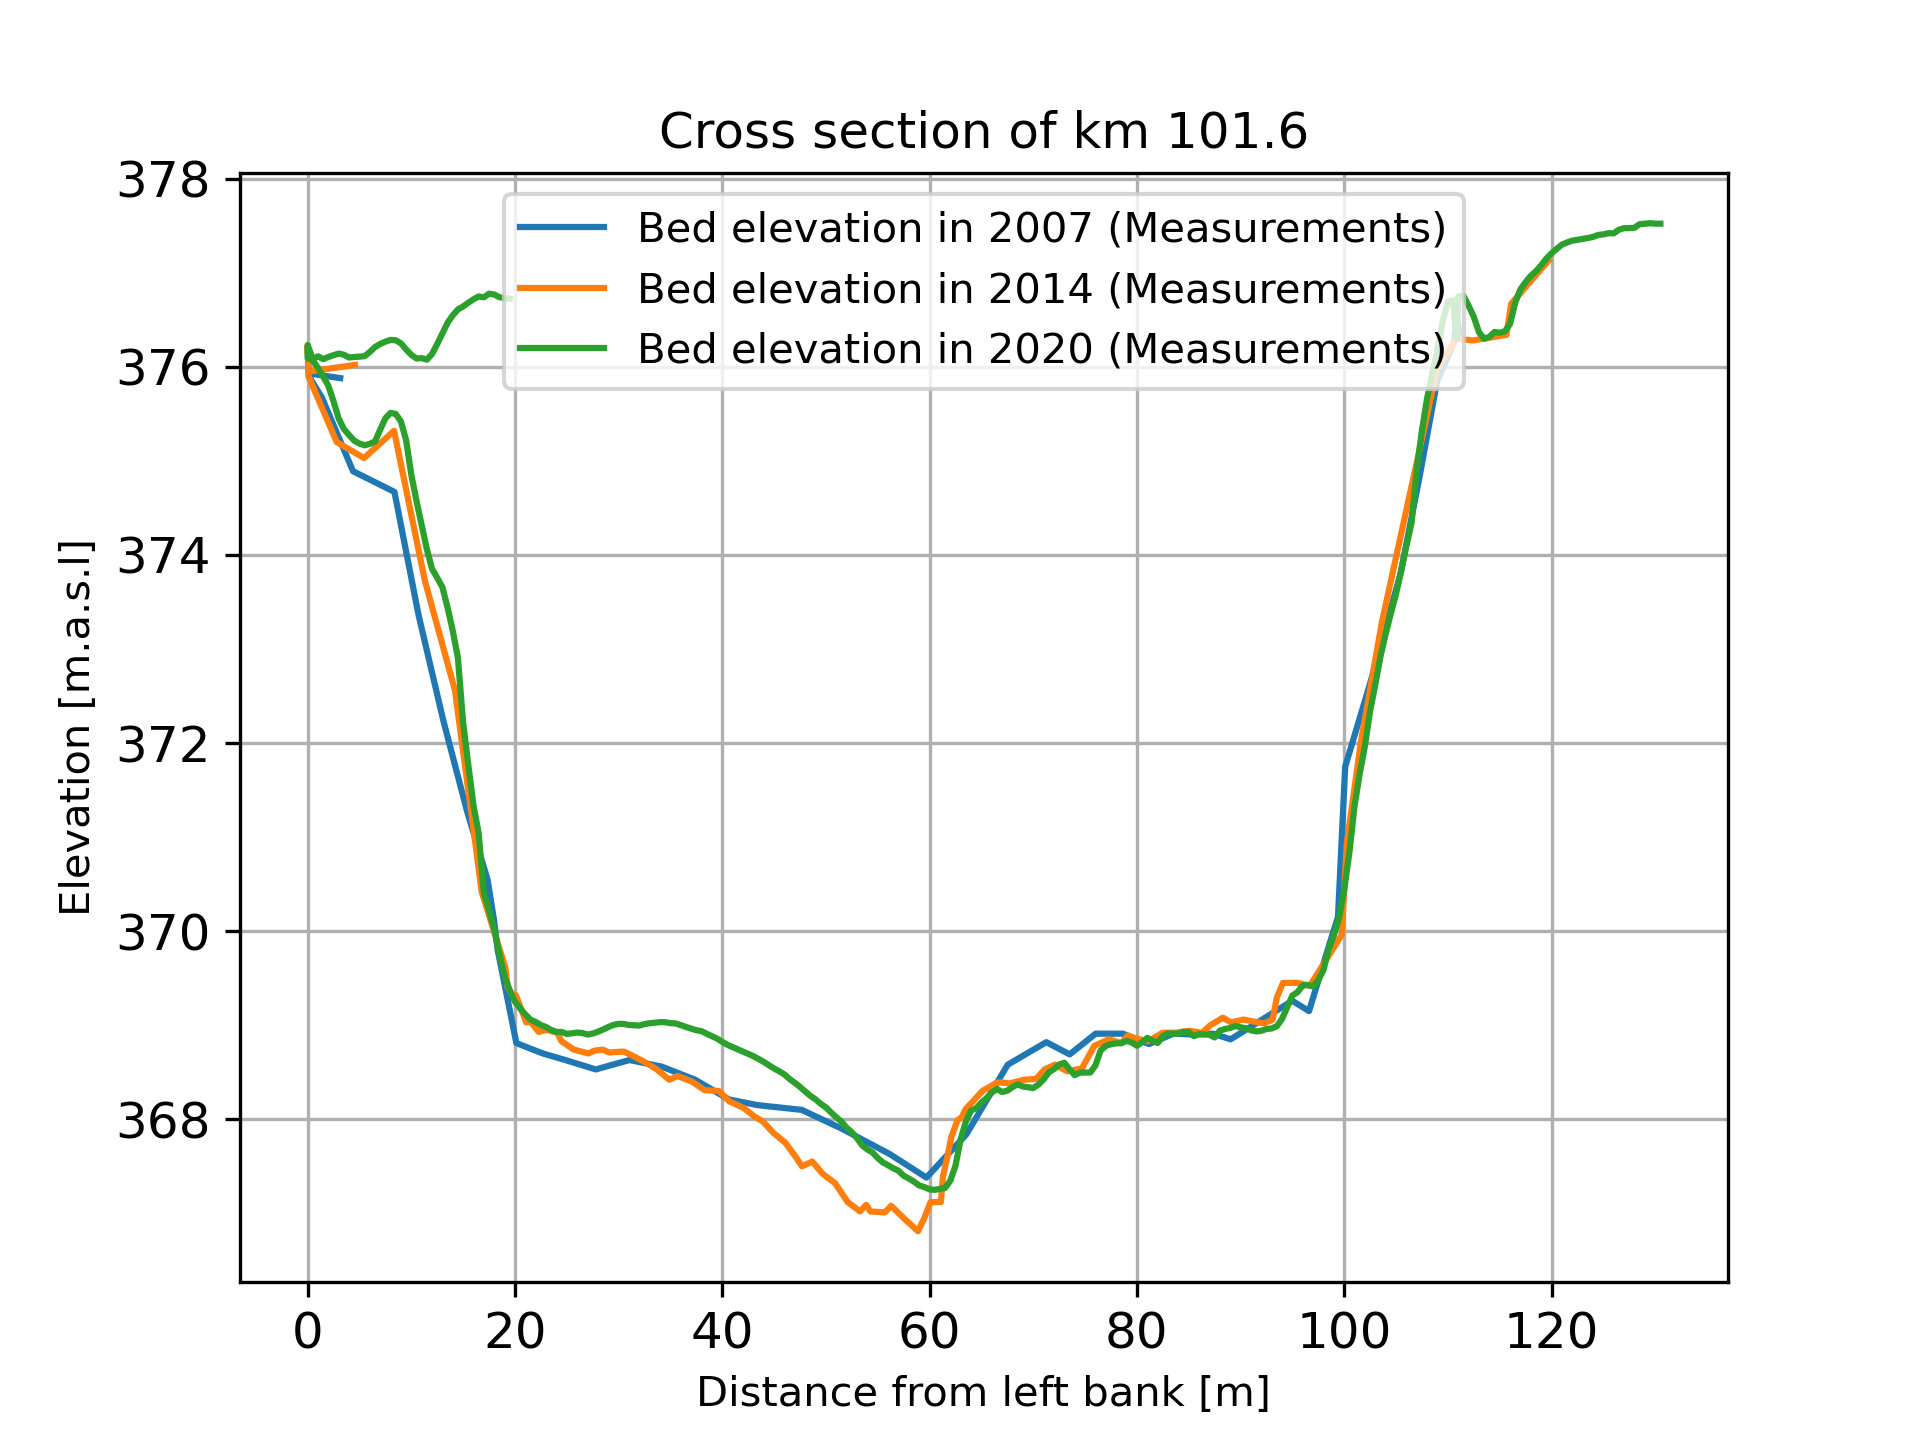 Cross section of km 101.6
Bed elevation in 2007 (Measurements)
Bed elevation in 2014 (Measurements)
Bed elevation in 2020 (Measurements)
378
376
374
372
370
368
Elevation [m.a.s.l]
0 20 40 60 80 100 120
Distance from left bank [m]